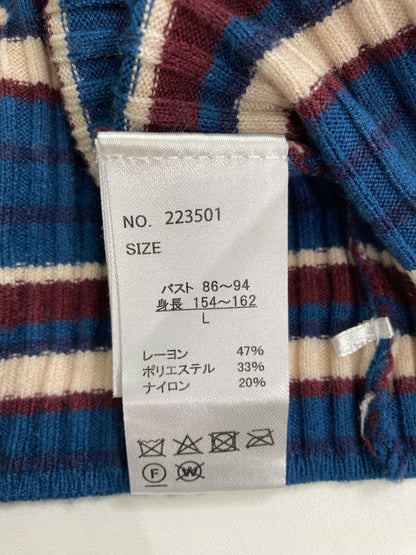 NO. 223501
SIZE
バスト 86～94
身長 154～162
L
レーヨン 47%
ポリエステル 33%
ナイロン 20%
F W